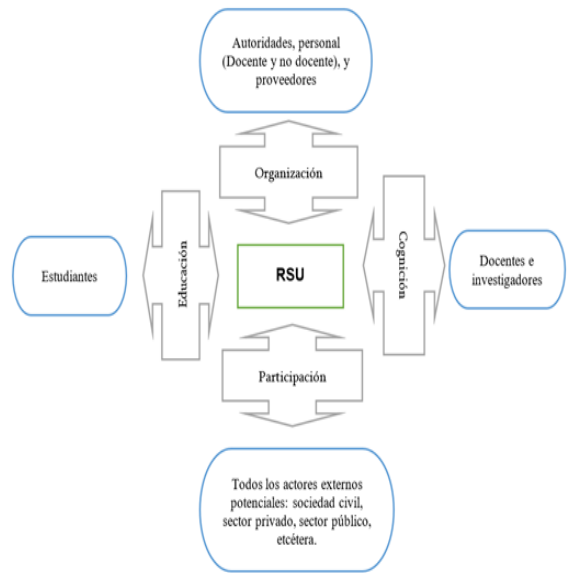 Autoridades, personal
(Docente y no docente), y
proveedores
Organización
Estudiantes
Educación
RSU
Cognición
Docentes e
investigadores
Participación
Todos los actores externos
potenciales: sociedad civil,
sector privado, sector público,
etcétera.